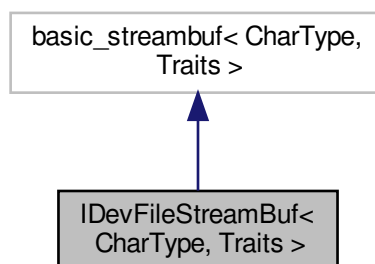 basic_streambuf< CharType,
Traits >
IDevFileStreamBuf<
CharType, Traits >